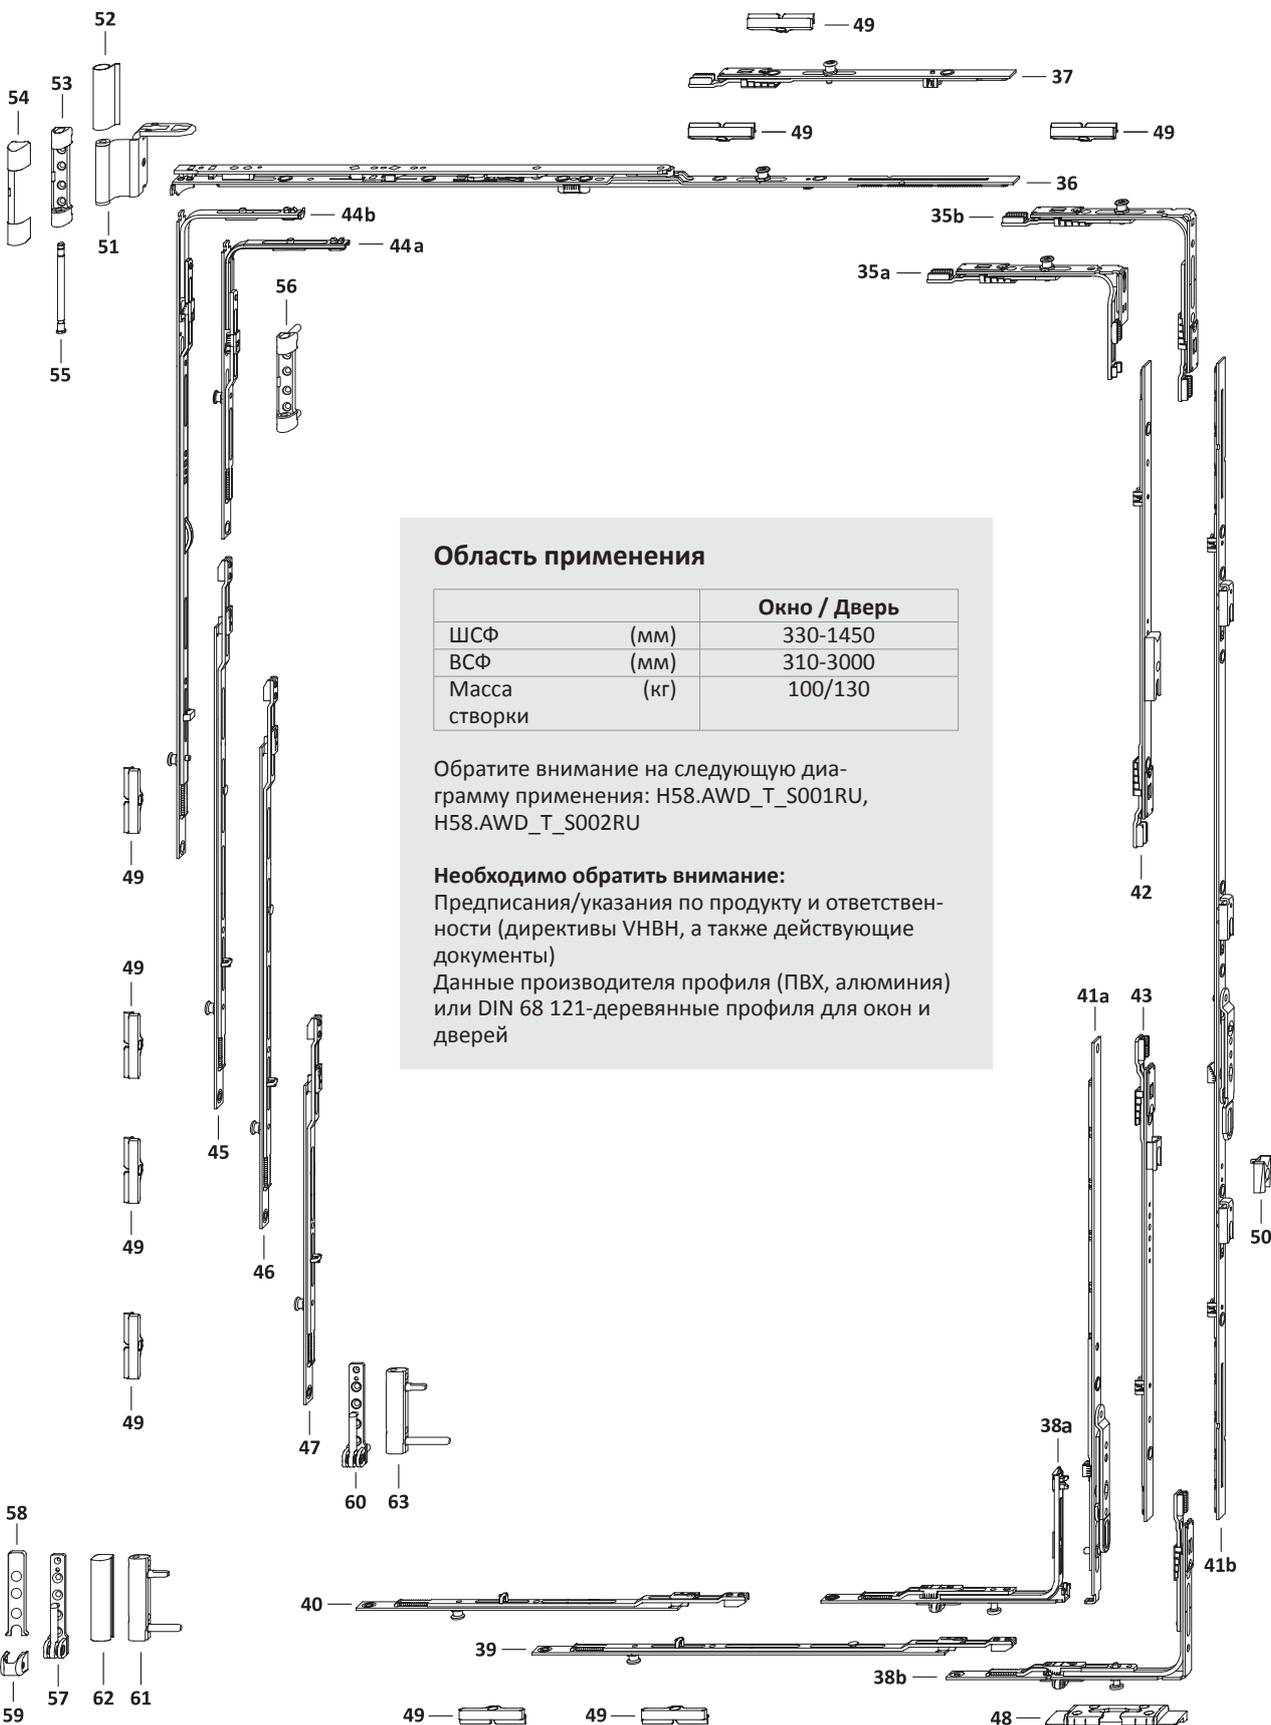 52
49
53
37
54
49
49
36
44b
35b
51
44a
35a
56
55
Область применения
Окно / Дверь
ШСФ (мм) 330-1450
ВСФ (мм) 310-3000
Масса (кг) 100/130
створки
Обратите внимание на следующую диа-
грамму применения: H58.AWD_T_S001RU,
H58.AWD_T_S002RU
Необходимо обратить внимание:
Предписания/указания по продукту и ответствен-
ности (директивы VHBH, а также действующие
документы)
Данные производителя профиля (ПВХ, алюминия)
или DIN 68 121-деревянные профиля для окон и
дверей
49
42
49
41a
43
45
50
49
46
49
47
38a
60
63
58
41b
40
39
38b
59
57
62
61
49
49
48